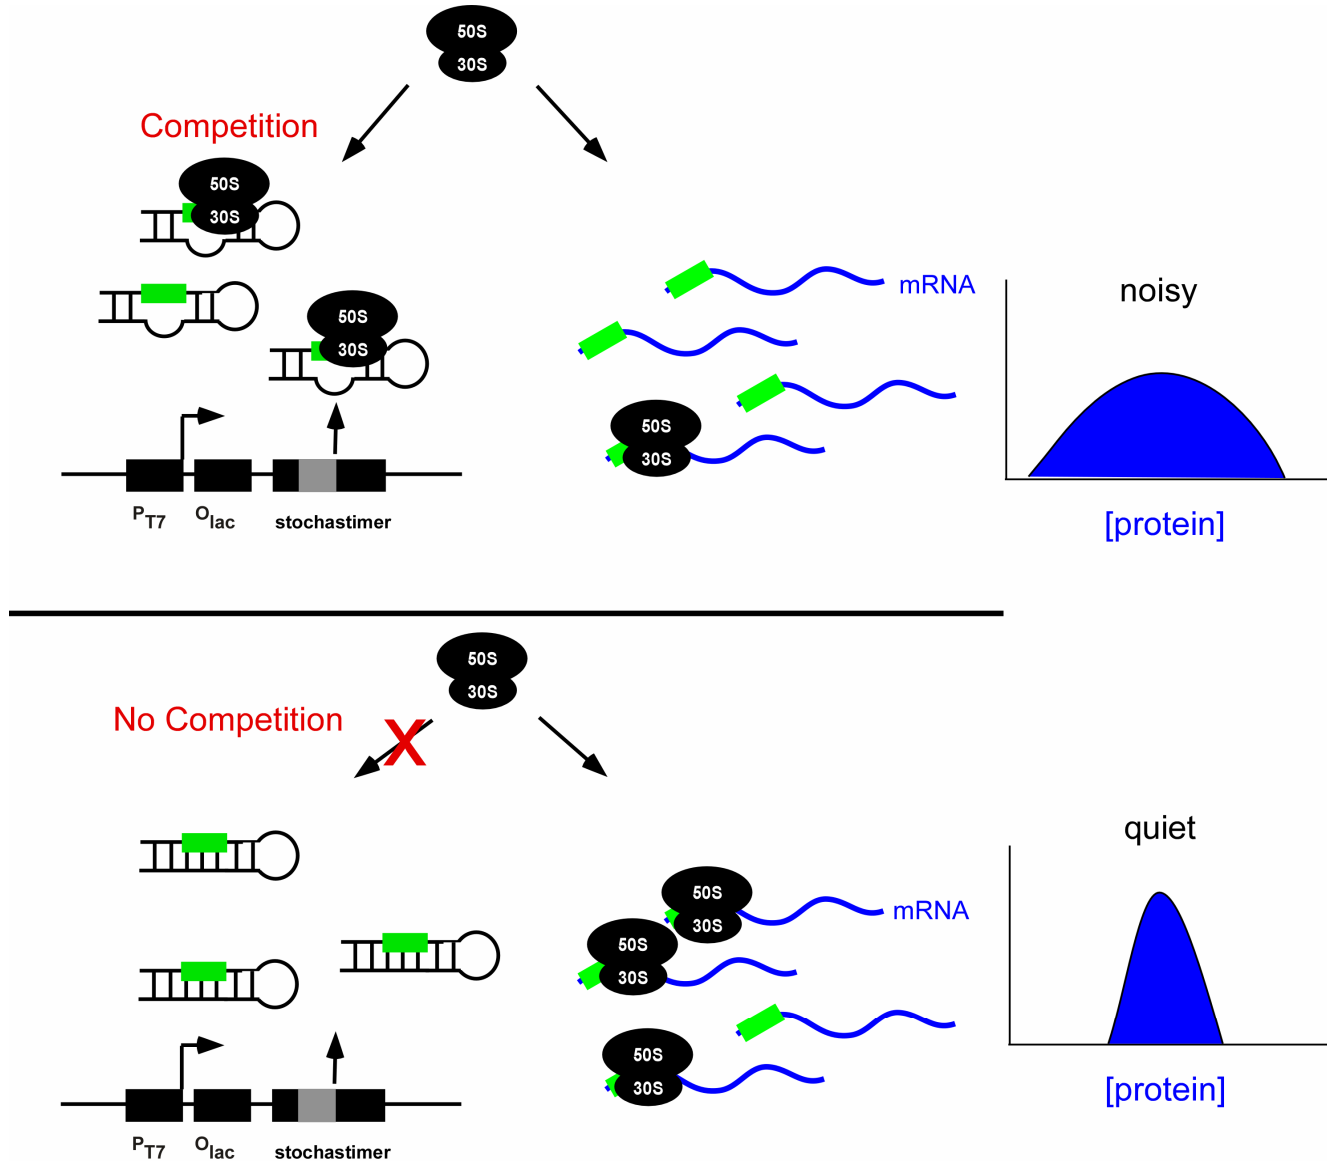 50S
30S
Competition
50S
30S
50S
30S
mRNA
50S
30S
noisy
[protein]
PT7
Olac
stochastimer
50S
30S
No Competition
X
50S
30S
mRNA
50S
30S
50S
30S
quiet
[protein]
PT7
Olac
stochastimer